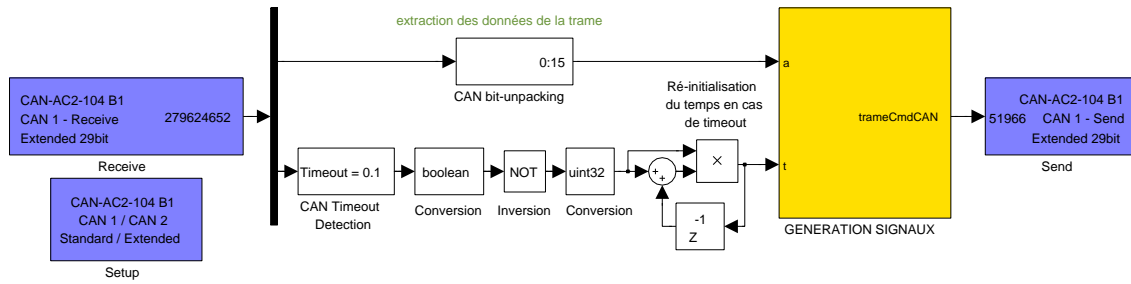 extraction des données de la trame
CAN-AC2-104 B1
CAN 1 - Receive
Extended 29bit
279624652
Receive
0:15
CAN bit-unpacking
Ré-initialisation
du temps en cas
de timeout
Timeout = 0.1
CAN Timeout
Detection
boolean
Conversion
NOT
Inversion
uint32
Conversion
+
+
×
-1
Z
a
t
trameCmdCAN
GENERATION SIGNAUX
CAN-AC2-104 B1
51966 CAN 1 - Send
Extended 29bit
Send
CAN-AC2-104 B1
CAN 1 / CAN 2
Standard / Extended
Setup